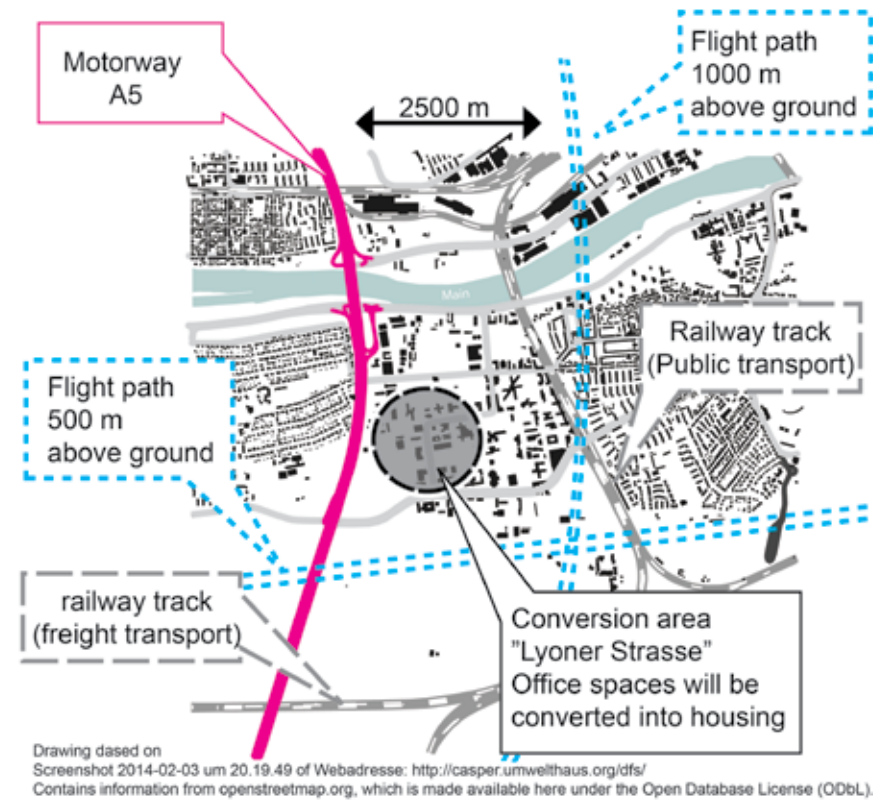 Motorway
A5
2500 m
Flight path
1000 m
above ground
Main
Railway track
(Public transport)
Flight path
500 m
above ground
railway track
(freight transport)
Conversion area
"Lyoner Strasse"
Office spaces will be
converted into housing
Drawing dased on
Screenshot 2014-02-03 um 20.19.49 of Webadresse: http://casper.umwelthaus.org/dfs/
Contains information from openstreetmap.org, which is made available here under the Open Database License (ODbL).